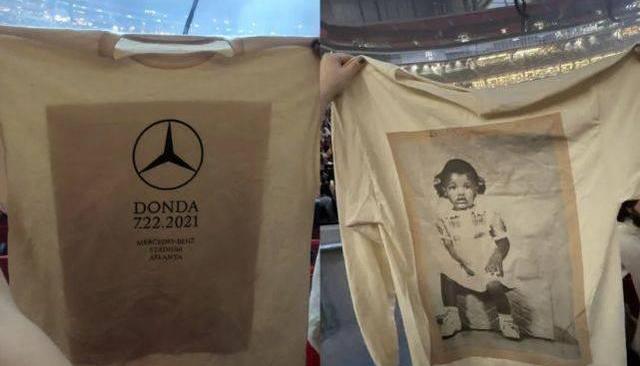 DONDA
7.22.2021
MERCEDES-BENZ
STADIUM
ATLANTA